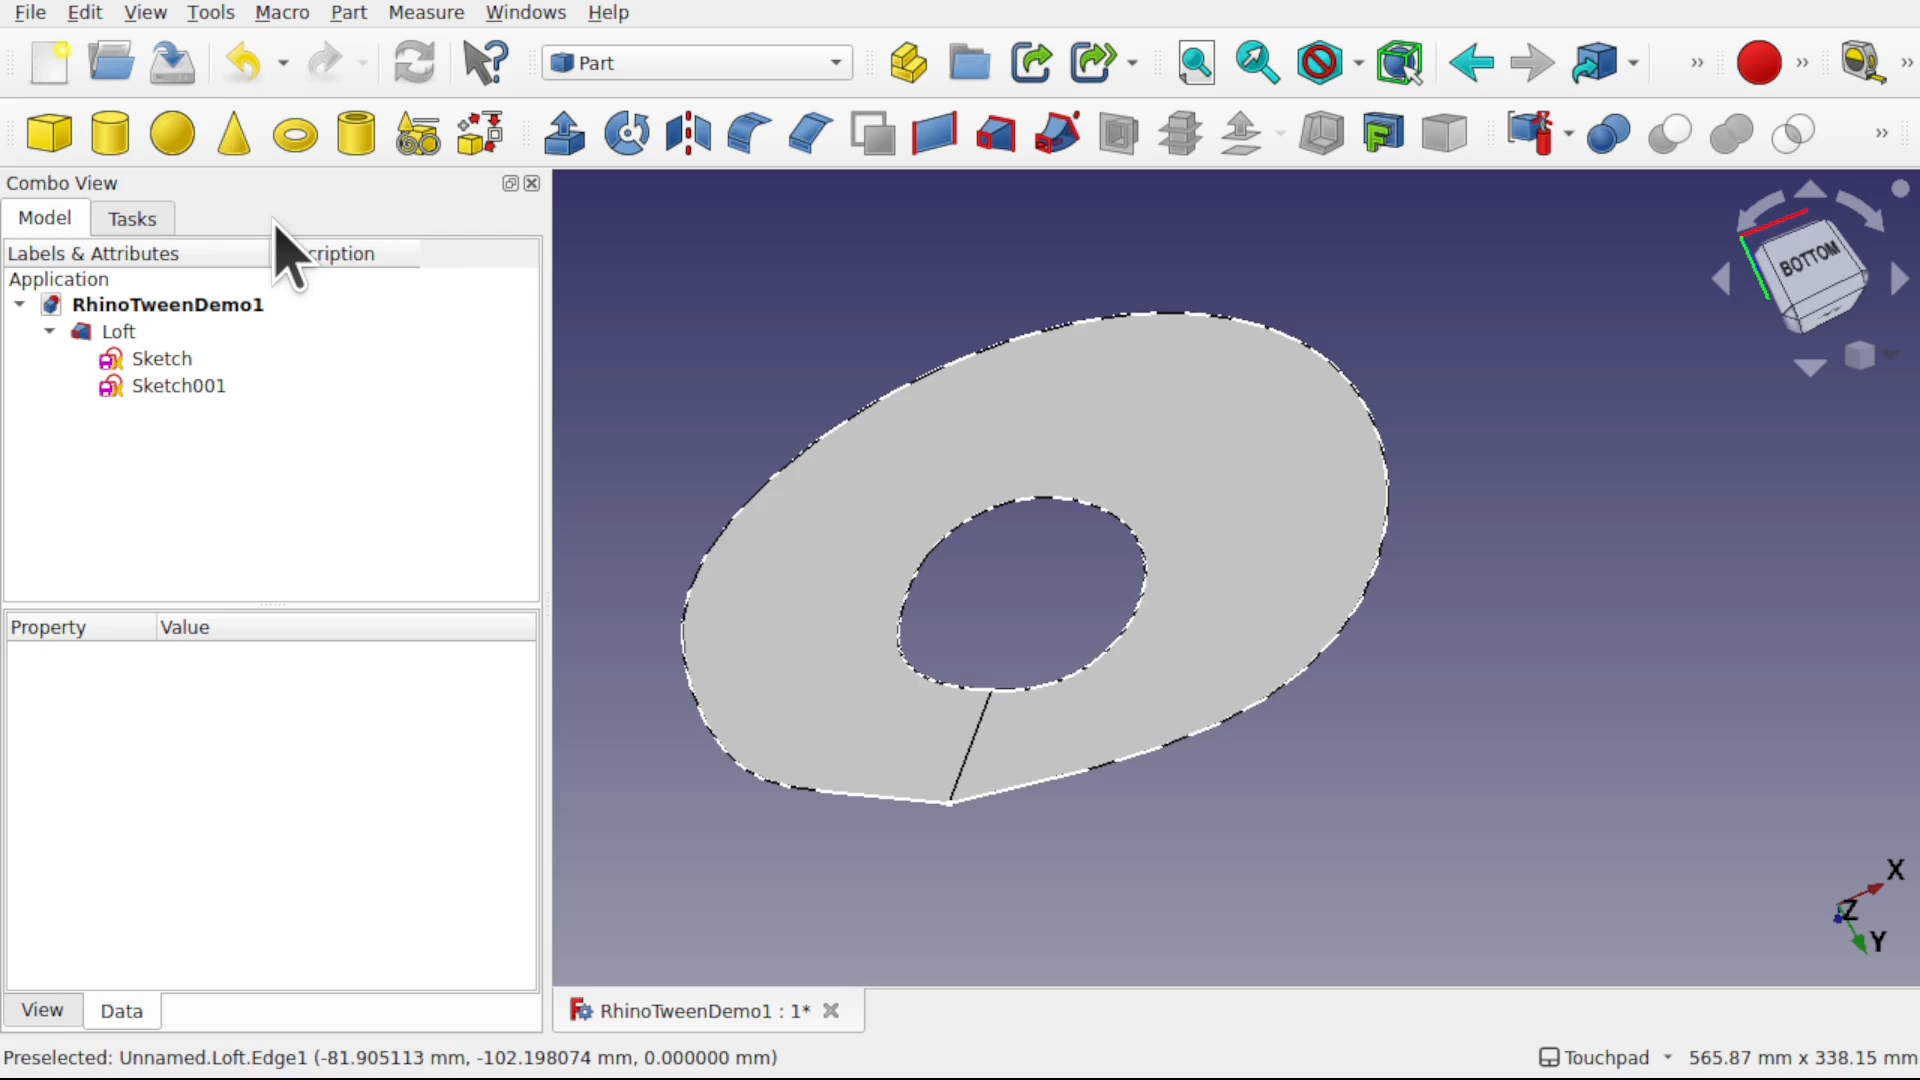 File Edit View Tools Macro Part Measure Windows Help
Part
Combo View
Model Tasks
Labels & Attributes cription
Application
RhinoTweenDemo1
Loft
Sketch
Sketch001
Property Value
View Data
BOTTOM
X
Z
Y
RhinoTweenDemo1 : 1*
Preselected: Unnamed.Loft.Edge1 (-81.905113 mm, -102.198074 mm, 0.000000 mm)
Touchpad 565.87 mm x 338.15 mm